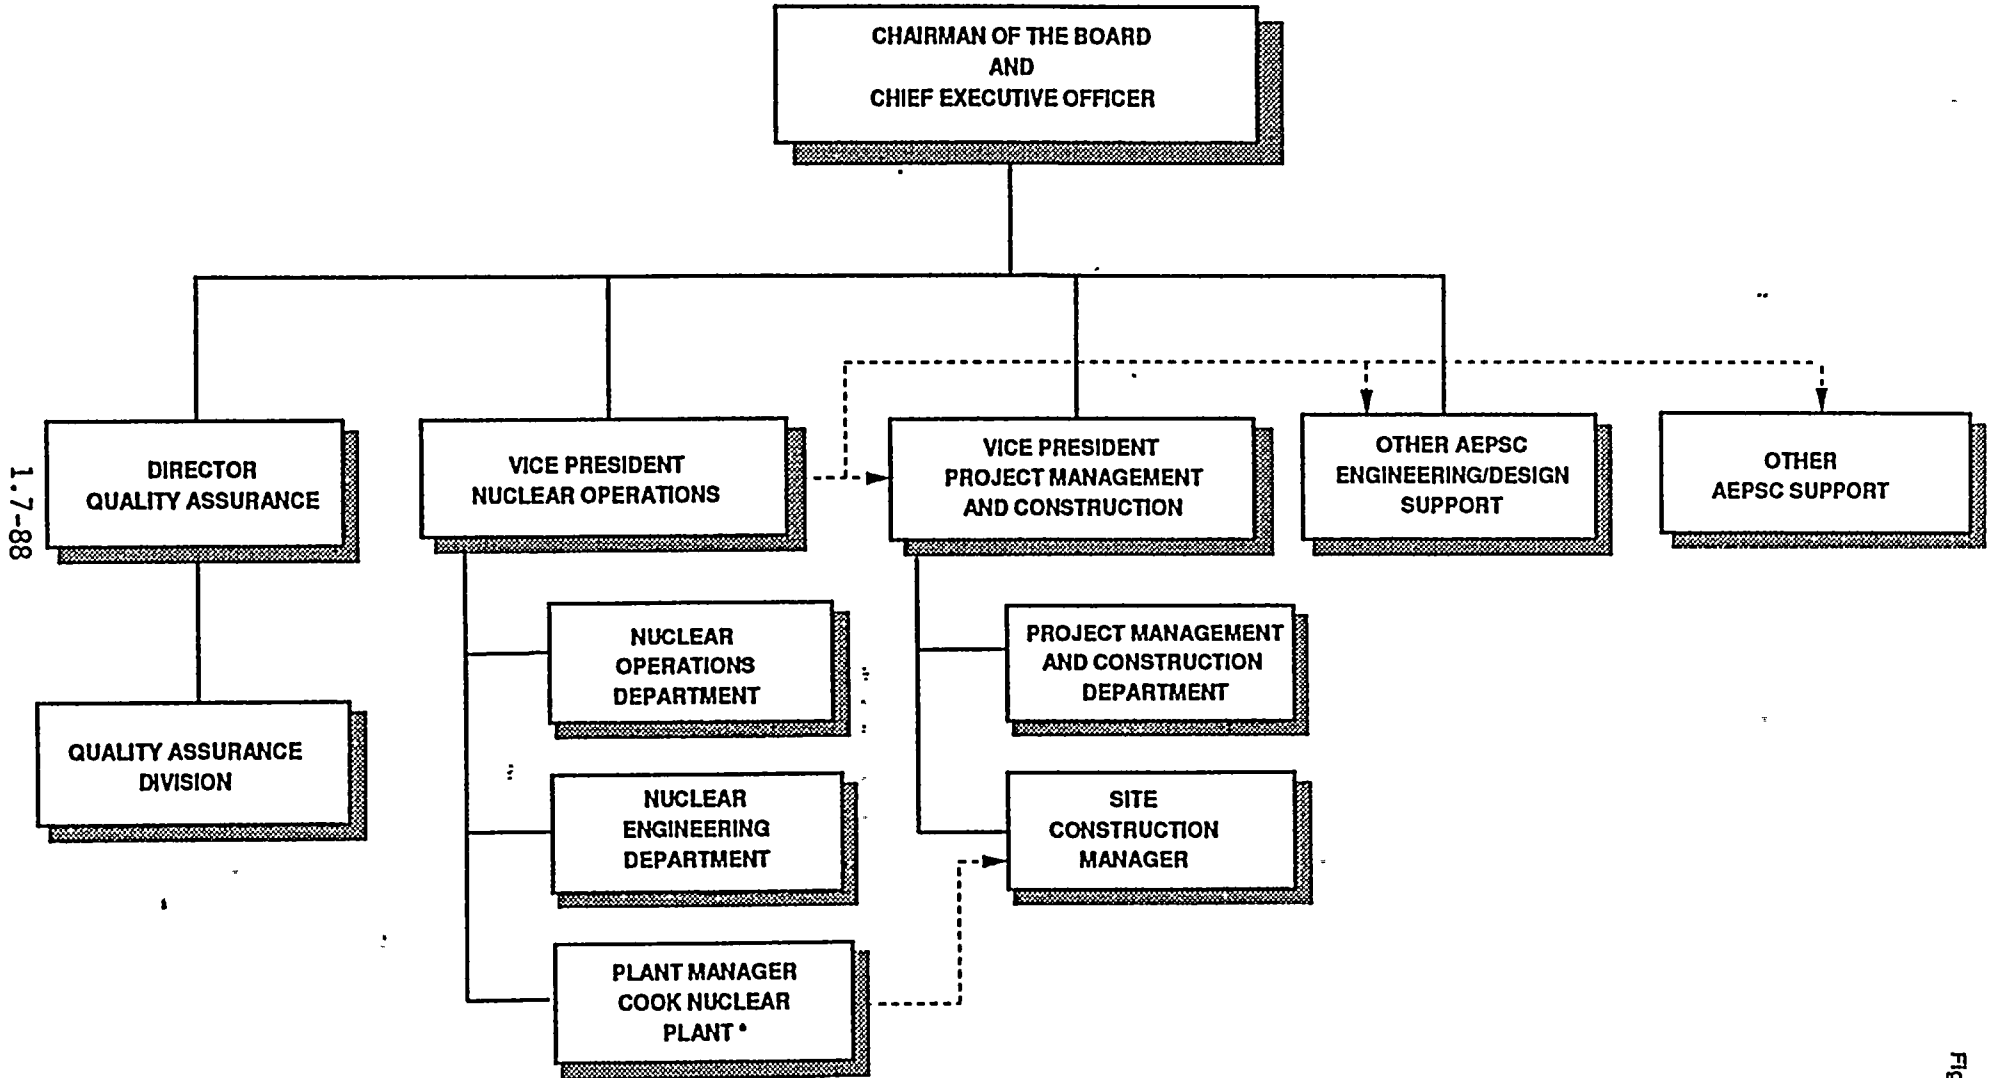 CHAIRMAN OF THE BOARD
AND
CHIEF EXECUTIVE OFFICER
DIRECTOR
QUALITY ASSURANCE
VICE PRESIDENT
NUCLEAR OPERATIONS
VICE PRESIDENT
PROJECT MANAGEMENT
AND CONSTRUCTION
OTHER AEPSC
ENGINEERING/DESIGN
SUPPORT
OTHER
AEPSC SUPPORT
1.7-88
NUCLEAR
OPERATIONS
DEPARTMENT
PROJECT MANAGEMENT
AND CONSTRUCTION
DEPARTMENT
QUALITY ASSURANCE
DIVISION
NUCLEAR
ENGINEERING
DEPARTMENT
SITE
CONSTRUCTION
MANAGER
PLANT MANAGER
COOK NUCLEAR
PLANT *
Fig